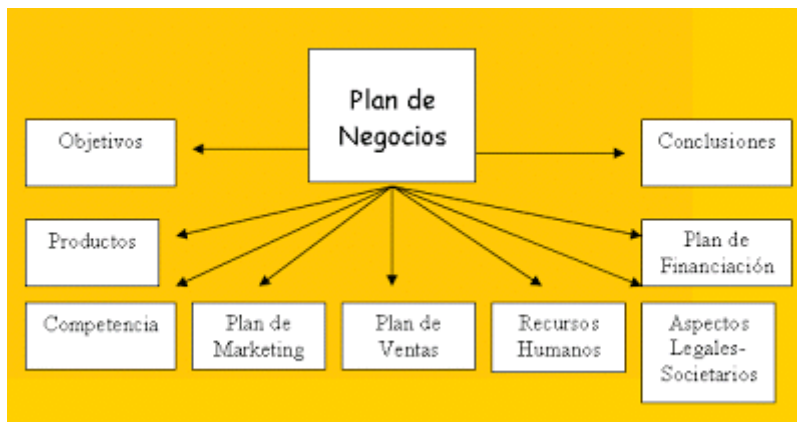 Plan de
Negocios
Objetivos
Conclusiones
Productos
Plan de
Financiación
Competencia
Plan de
Marketing
Plan de
Ventas
Recursos
Humanos
Aspectos
Legales-
Societarios